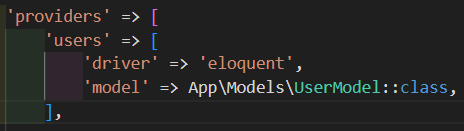 'providers' => [
'users' => [
'driver' => 'eloquent',
'model' => App\Models\UserModel::class,
],